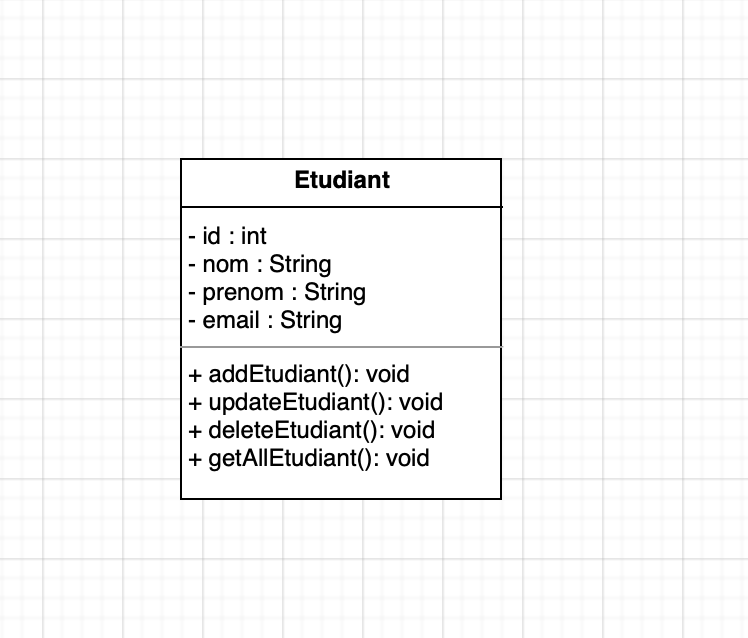 Etudiant
- id : int
- nom : String
- prenom : String
- email : String
+ addEtudiant(): void
+ updateEtudiant(): void
+ deleteEtudiant(): void
+ getAllEtudiant(): void